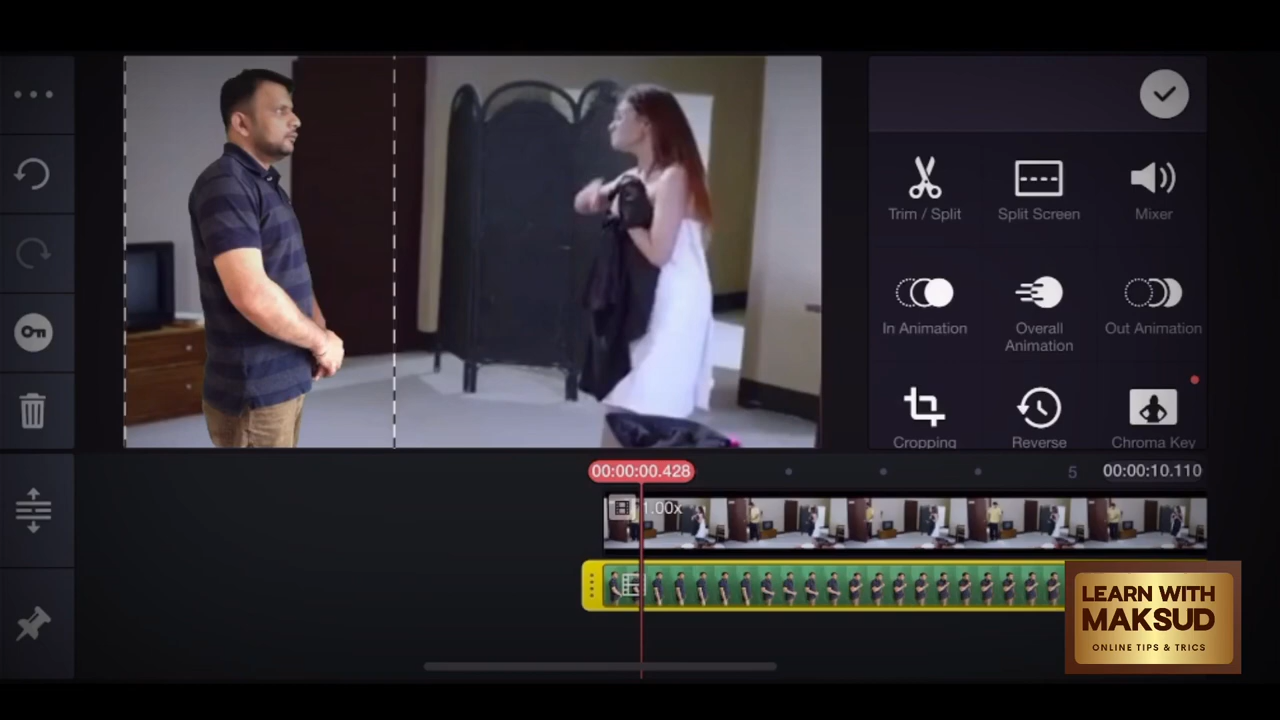 Trim / Split
Split Screen
Mixer
In Animation
Overall
Animation
Out Animation
Cropping
Reverse
Chroma Key
00:00:00.428
5
00:00:10.110
1.00x
LEARN WITH
MAKSUD
ONLINE TIPS & TRICS